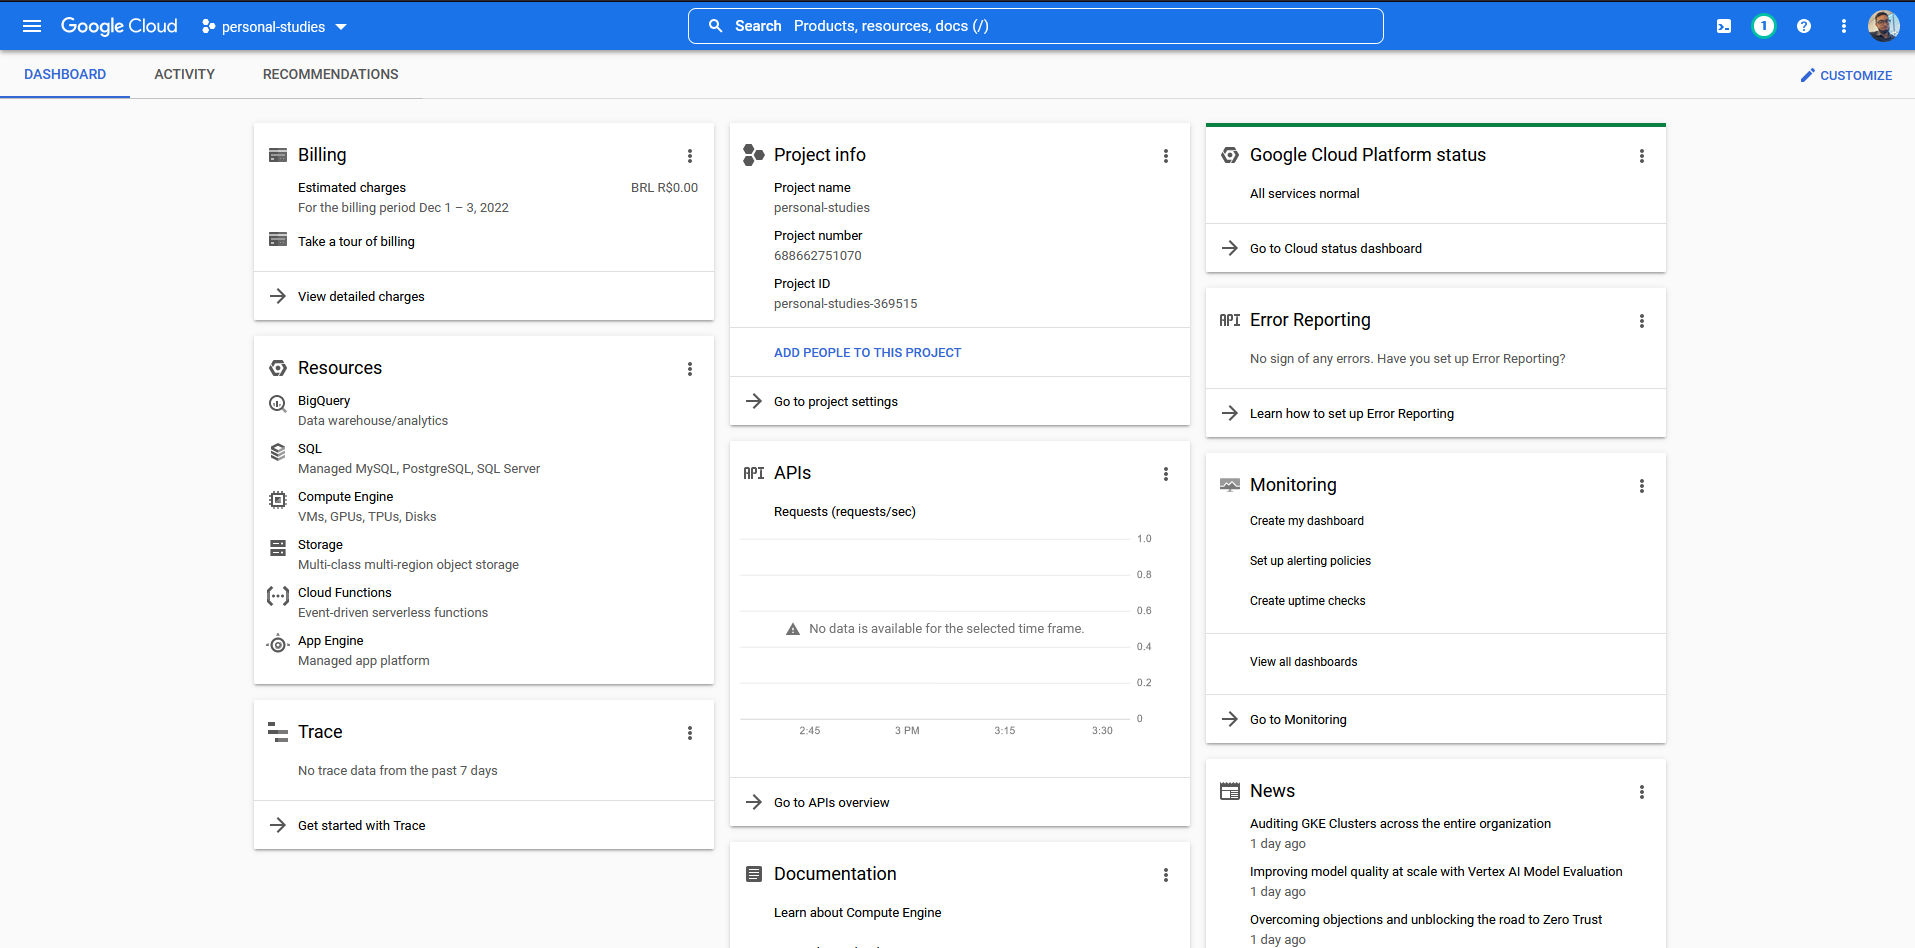 Google Cloud
personal-studies
Search Products, resources, docs (/)
1
DASHBOARD
ACTIVITY
RECOMMENDATIONS
CUSTOMIZE
Billing
Estimated charges
BRL R$0.00
For the billing period Dec 1 – 3, 2022
Take a tour of billing
View detailed charges
Resources
BigQuery
Data warehouse/analytics
SQL
Managed MySQL, PostgreSQL, SQL Server
Compute Engine
VMs, GPUs, TPUs, Disks
Storage
Multi-class multi-region object storage
Cloud Functions
Event-driven serverless functions
App Engine
Managed app platform
Trace
No trace data from the past 7 days
Get started with Trace
Project info
Project name
personal-studies
Project number
688662751070
Project ID
personal-studies-369515
ADD PEOPLE TO THIS PROJECT
Go to project settings
API APIs
Requests (requests/sec)
1.0
0.8
0.6
No data is available for the selected time frame.
0.4
0.2
0
2:45 3 PM 3:15 3:30
Go to APIs overview
Documentation
Learn about Compute Engine
Google Cloud Platform status
All services normal
Go to Cloud status dashboard
API Error Reporting
No sign of any errors. Have you set up Error Reporting?
Learn how to set up Error Reporting
Monitoring
Create my dashboard
Set up alerting policies
Create uptime checks
View all dashboards
Go to Monitoring
News
Auditing GKE Clusters across the entire organization
1 day ago
Improving model quality at scale with Vertex AI Model Evaluation
1 day ago
Overcoming objections and unblocking the road to Zero Trust
1 day ago